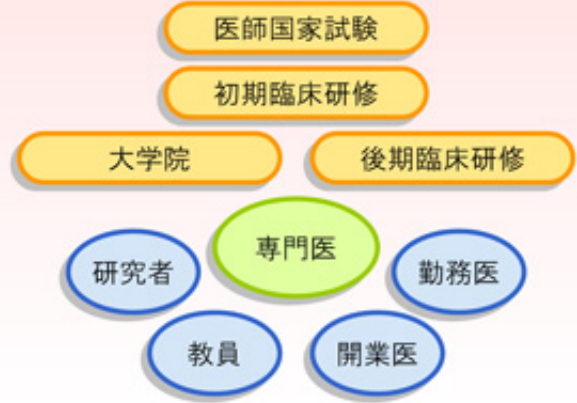 医師国家試験
初期臨床研修
大学院
後期臨床研修
専門医
研究者
勤務医
教員
開業医